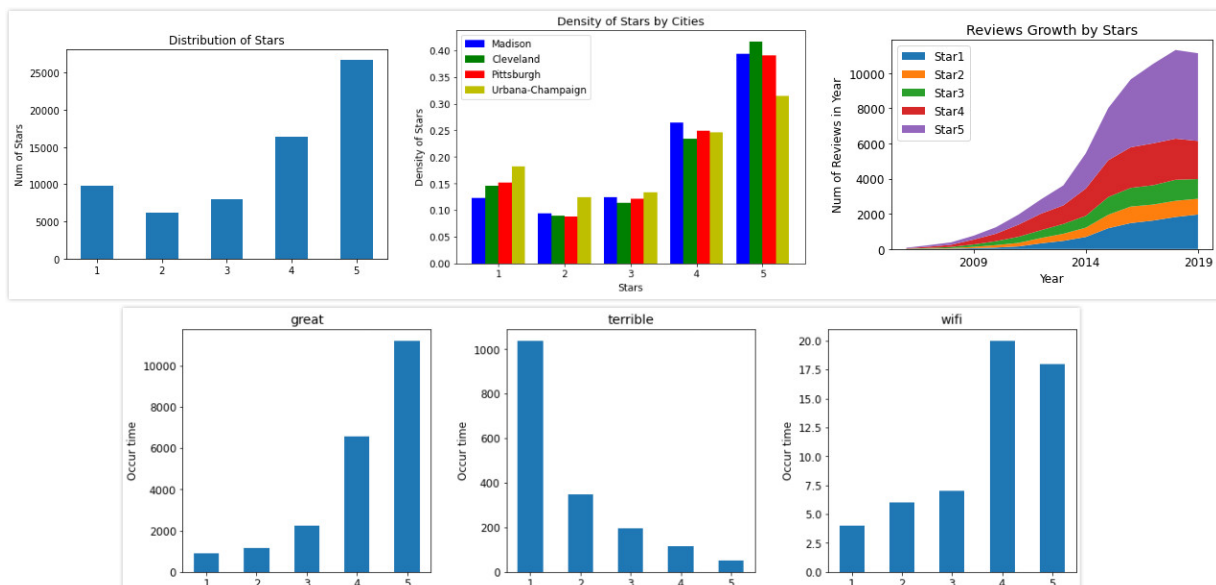 Distribution of Stars
Num of Stars
25000
20000
15000
10000
5000
0
1 2 3 4 5
Density of Stars by Cities
Density of Stars
0.40
0.35
0.30
0.25
0.20
0.15
0.10
0.05
0.00
Madison
Cleveland
Pittsburgh
Urbana-Champaign
1 2 3 4 5
Stars
Reviews Growth by Stars
Num of Reviews in Year
10000
8000
6000
4000
2000
0
Star1
Star2
Star3
Star4
Star5
2009 2014 2019
Year
great
Occur time
10000
8000
6000
4000
2000
0
1 2 3 4 5
terrible
Occur time
1000
800
600
400
200
0
1 2 3 4 5
wifi
Occur time
20.0
17.5
15.0
12.5
10.0
7.5
5.0
2.5
0.0
1 2 3 4 5